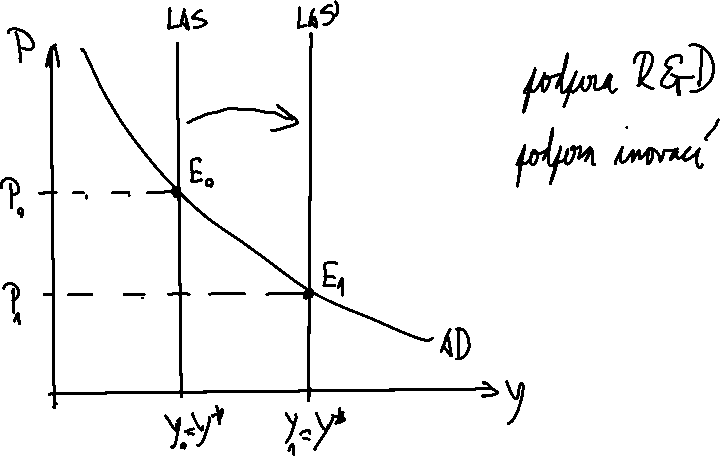 LAS LAS'
P
podpora R&D
podpora inovací
E₀
P₀
E₁
P₁
AD
y
y₀=y* y₁=y*